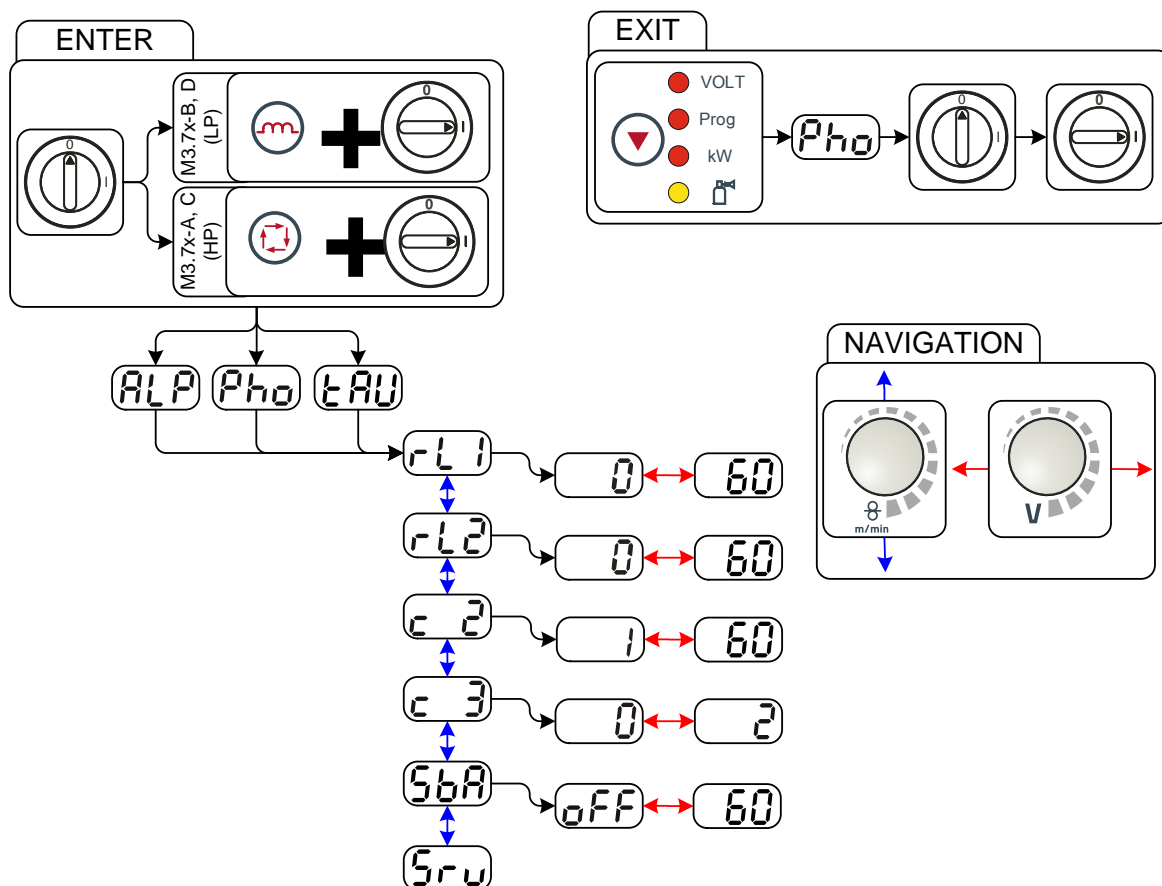 ENTER
0
I
M3.7x-B, D
(LP)
0
I
M3.7x-A, C
(HP)
0
I
EXIT
VOLT
Prog
kW
Pho
0
I
0
I
ALP
Pho
tAU
NAVIGATION
m/min
V
rL1
0
60
rL2
0
60
c 2
1
60
c 3
0
2
SbA
oFF
60
Srv